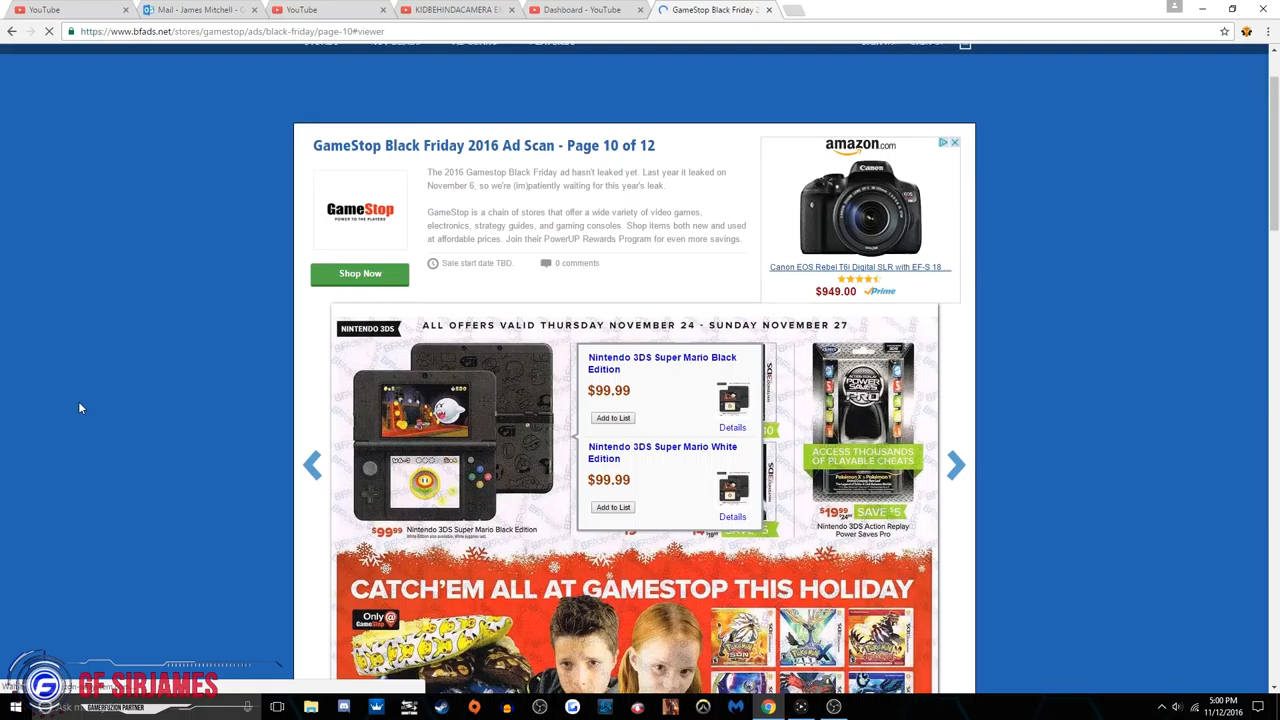 YouTube
Mail - James Mitchell - C
YouTube
KIDBEHINDACAMERA E
Dashboard - YouTube
GameStop Black Friday 2
https://www.bfads.net/stores/gamestop/ads/black-friday/page-10#viewer
GameStop Black Friday 2016 Ad Scan - Page 10 of 12
The 2016 Gamestop Black Friday ad hasn't leaked yet. Last year it leaked on
November 6, so we're (im)patiently waiting for this year's leak.
GameStop is a chain of stores that offer a wide variety of video games,
electronics, strategy guides, and gaming consoles. Shop items both new and used
at affordable prices. Join their PowerUP Rewards Program for even more savings.
GameStop
POWER TO THE PLAYERS
Shop Now
Sale start date TBD.
0 comments
amazon.com
Canon
Canon EOS Rebel T6i Digital SLR with EF-S 18 ...
$949.00 Prime
NINTENDO 3DS
ALL OFFERS VALID THURSDAY NOVEMBER 24 - SUNDAY NOVEMBER 27
Nintendo 3DS Super Mario Black
Edition
$99.99
Add to List
Details
Nintendo 3DS Super Mario White
Edition
$99.99
Add to List
Details
POWER
SAVES
PRO
ACCESS THOUSANDS
OF PLAYABLE CHEATS
$99.99 Nintendo 3DS Super Mario Black Edition
$19.99 SAVE $5
Nintendo 3DS Action Replay
Power Saves Pro
CATCH'EM ALL AT GAMESTOP THIS HOLIDAY
Only @
GameStop
GF SIRJAMES
GAMERFUZION PARTNER
5:00 PM
11/12/2016